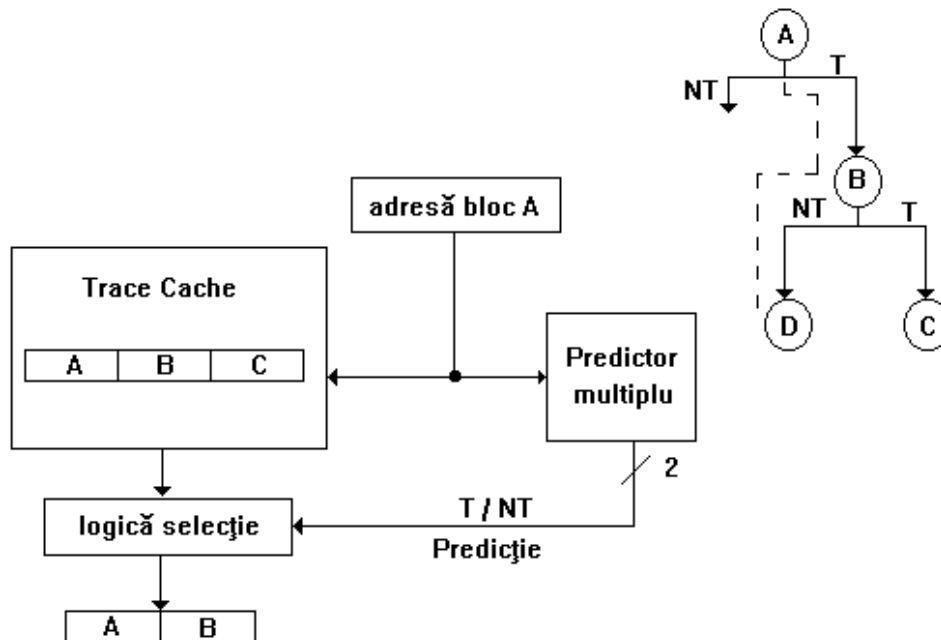 A
NT
T
B
NT
T
D
C
adresă bloc A
Trace Cache
A B C
Predictor
multiplu
2
T / NT
Predicţie
logică selecţie
A B